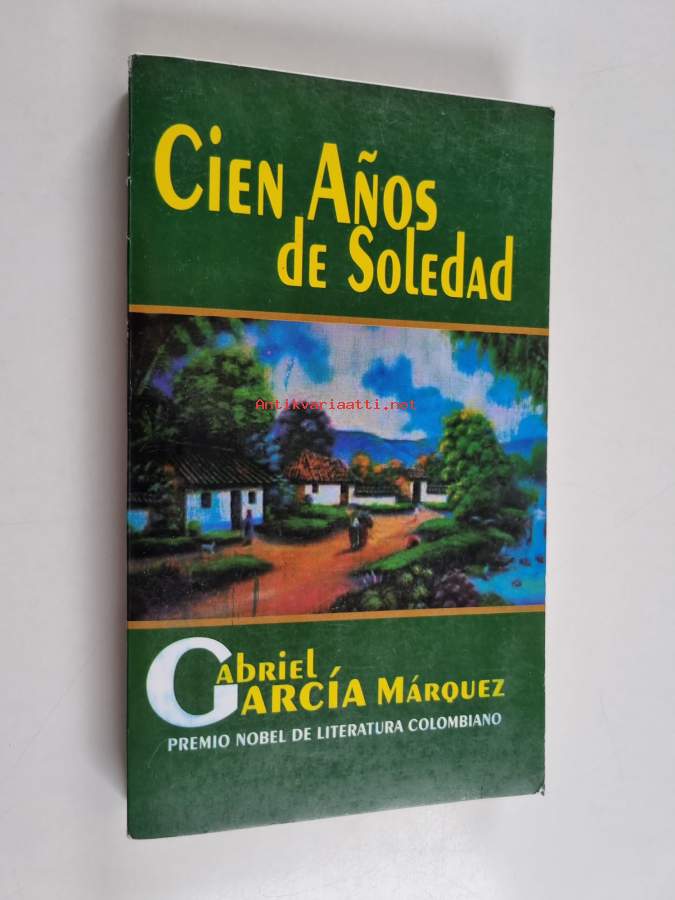 Cien Años
de Soledad
Antikvariaatti.net
Gabriel
García Márquez
PREMIO NOBEL DE LITERATURA COLOMBIANO